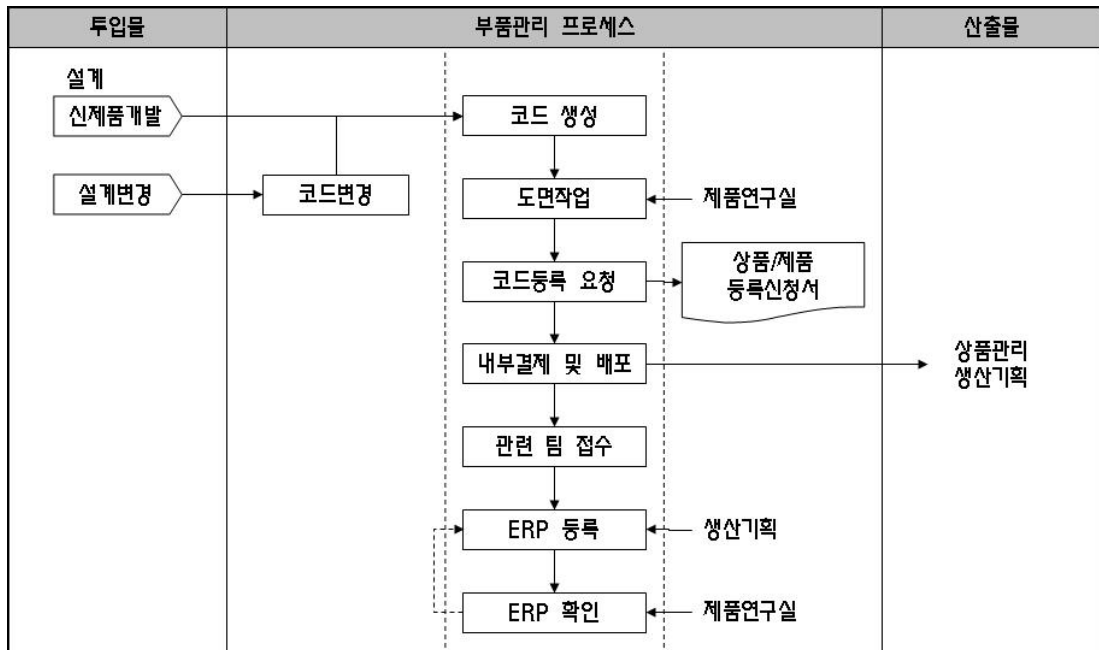 투입물
부품관리 프로세스
산출물
설계
신제품개발
코드 생성
설계변경
코드변경
도면작업
제품연구실
코드등록 요청
상품/제품
등록신청서
내부결제 및 배포
상품관리
생산기획
관련 팀 접수
ERP 등록
생산기획
ERP 확인
제품연구실